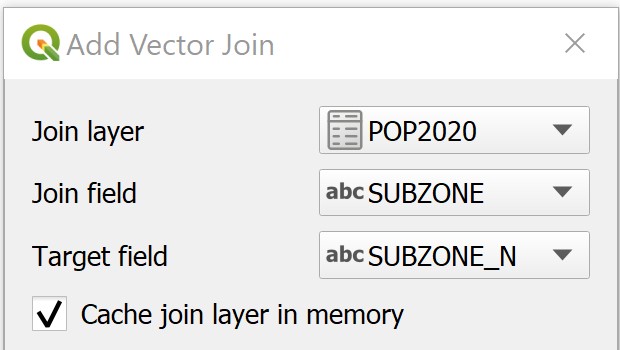 Add Vector Join
Join layer POP2020
Join field abc SUBZONE
Target field abc SUBZONE_N
Cache join layer in memory